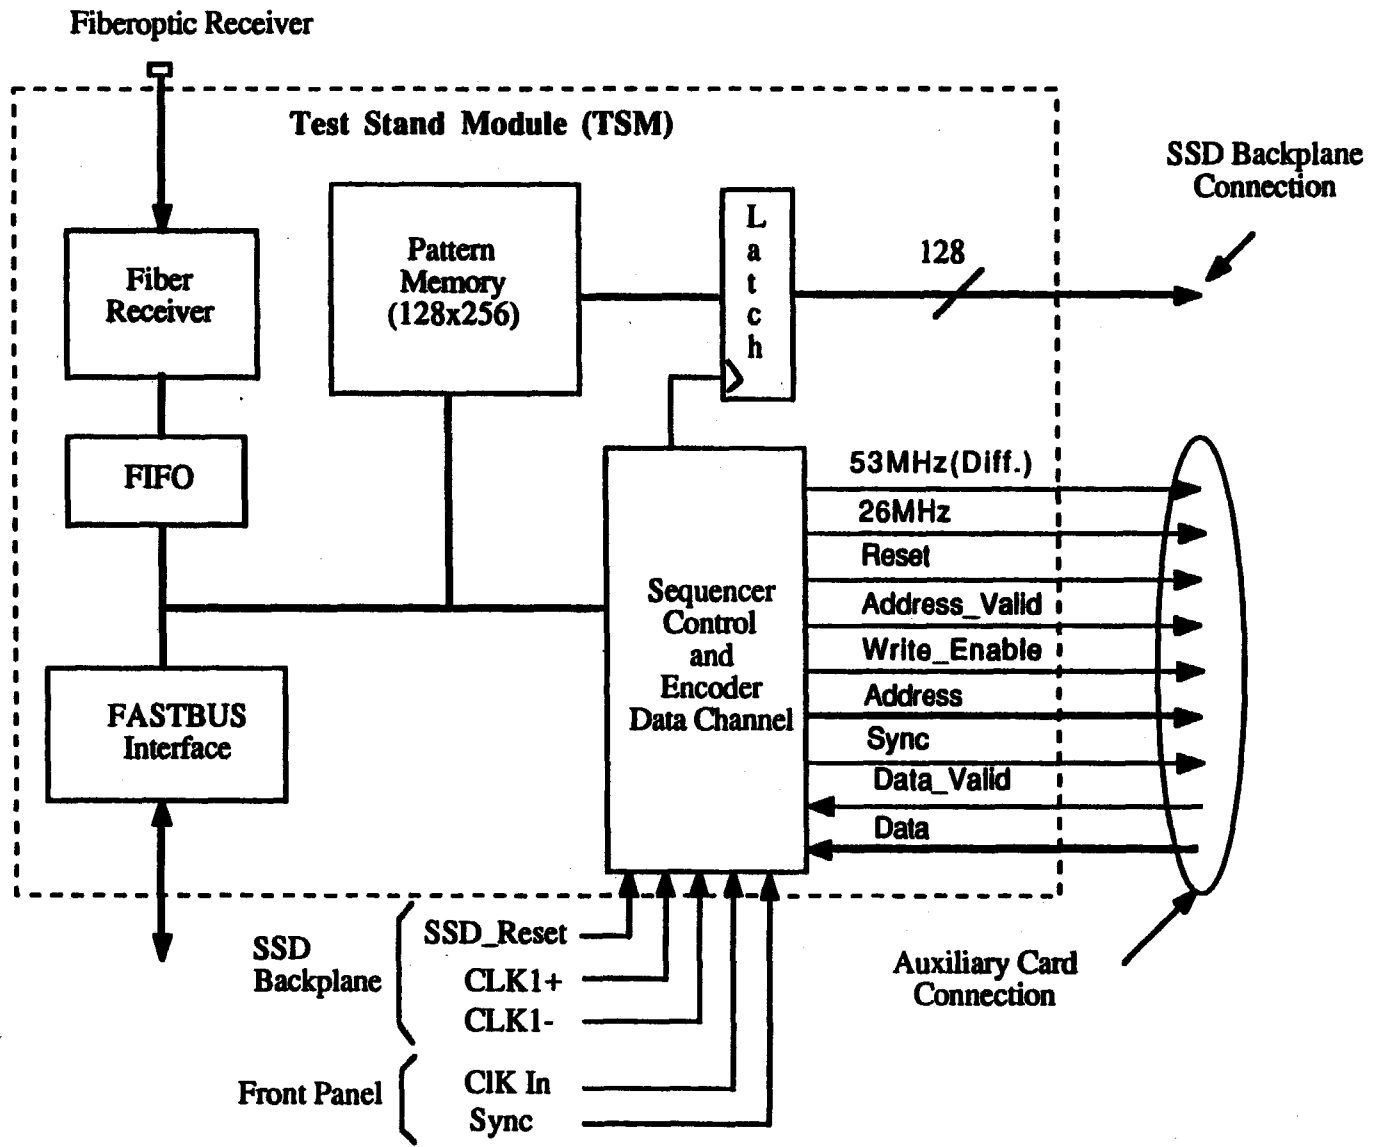 Fiberoptic Receiver
Test Stand Module (TSM)
SSD Backplane
Connection
Fiber
Receiver
Pattern
Memory
(128x256)
L
a
t
c
h
128
FIFO
FASTBUS
Interface
Sequencer
Control
and
Encoder
Data Channel
53MHz(Diff.)
26MHz
Reset
Address_Valid
Write_Enable
Address
Sync
Data_Valid
Data
SSD
Backplane
SSD_Reset
CLK1+
CLK1-
Front Panel
ClK In
Sync
Auxiliary Card
Connection